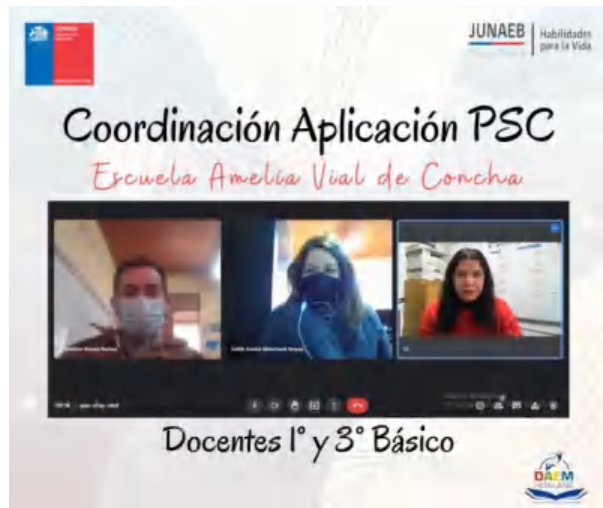 JUNAEB
Habilidades
para la Vida
Coordinación Aplicación PSC
Escuela Amelia Vial de Concha
Docentes 1° y 3° Básico
DAEM